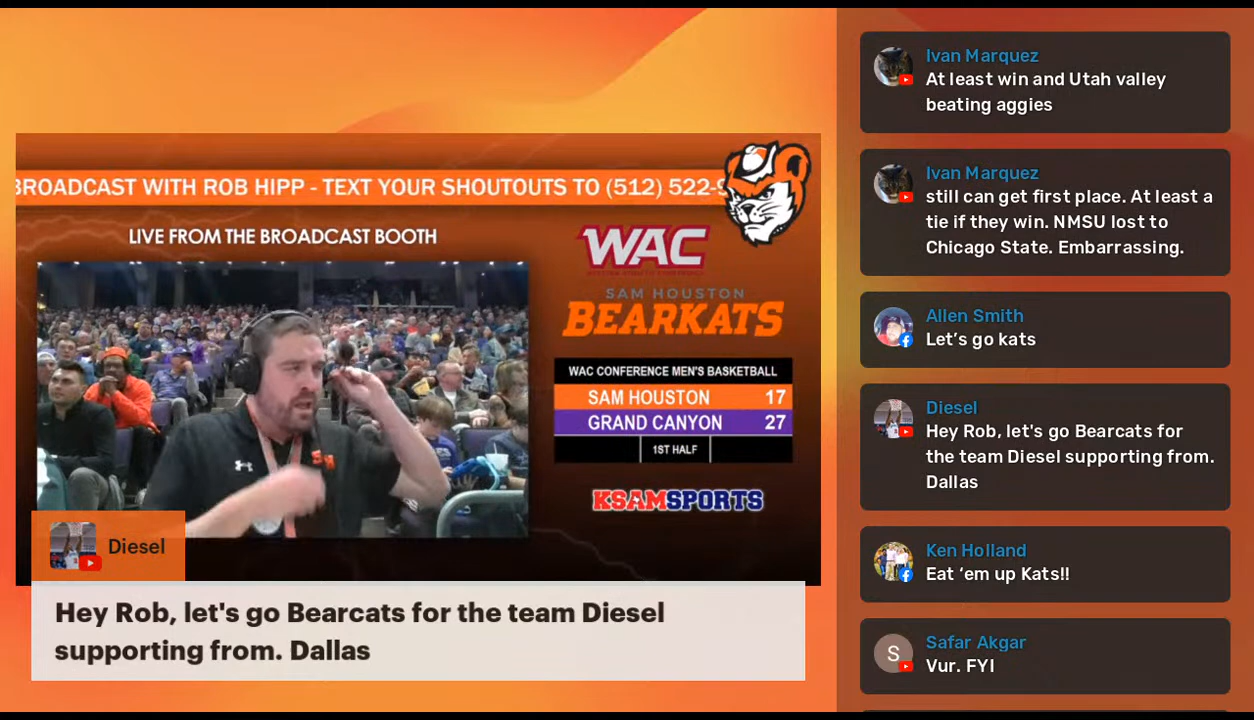 BROADCAST WITH ROB HIPP - TEXT YOUR SHOUTOUTS TO (512) 522-9
LIVE FROM THE BROADCAST BOOTH
WAC
SAM HOUSTON
BEARKATS
WAC CONFERENCE MEN'S BASKETBALL
SAM HOUSTON 17
GRAND CANYON 27
1ST HALF
KSAMSPORTS
Diesel
Hey Rob, let's go Bearcats for the team Diesel
supporting from. Dallas
Ivan Marquez
At least win and Utah valley
beating aggies
Ivan Marquez
still can get first place. At least a
tie if they win. NMSU lost to
Chicago State. Embarrassing.
Allen Smith
Let’s go kats
Diesel
Hey Rob, let's go Bearcats for
the team Diesel supporting from.
Dallas
Ken Holland
Eat ‘em up Kats!!
S
Safar Akgar
Vur. FYI